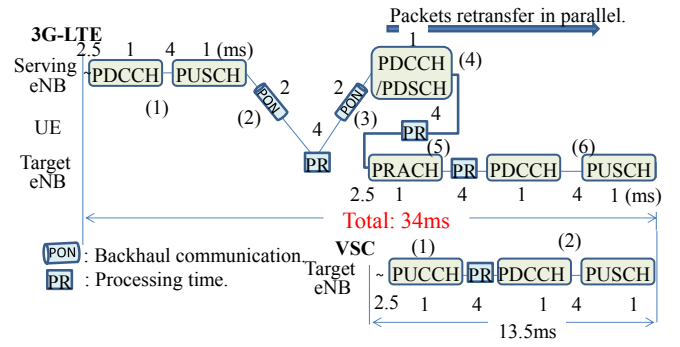 Packets retransfer in parallel.
3G-LTE
2.5 1 4 1 (ms) 1
Serving eNB ~PDCCH PUSCH 2 2 PDCCH /PDSCH (4)
(1) PON (2) PON (3)
UE 4 PR 4
PR (5) (6)
Target eNB PRACH PR PDCCH PUSCH
2.5 1 4 1 4 1 (ms)
Total: 34ms
PON : Backhaul communication.
PR : Processing time.
VSC (1) (2)
Target eNB ~ PUCCH PR PDCCH PUSCH
2.5 1 4 1 4 1
13.5ms